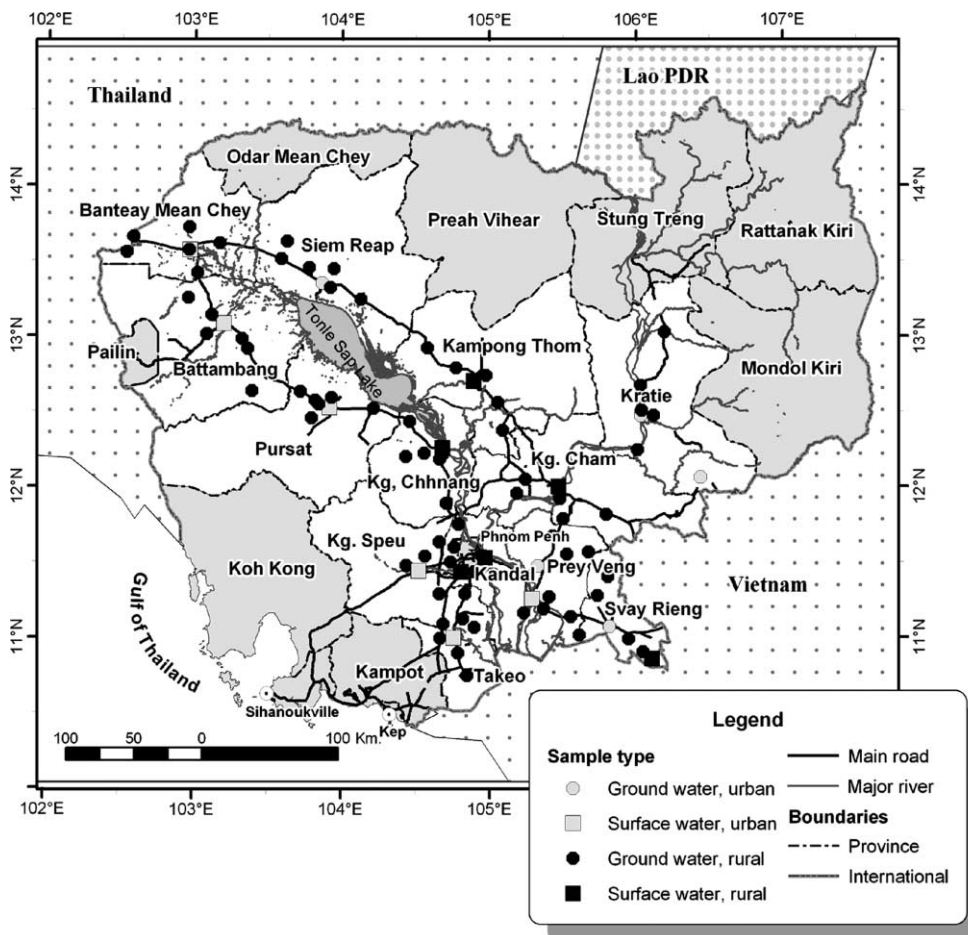 102°E 103°E 104°E 105°E 106°E 107°E
Thailand
Lao PDR
14°N
14°N
Odar Mean Chey
Banteay Mean Chey
Preah Vihear
Stung Treng
Rattanak Kiri
Siem Reap
13°N
13°N
Tonle Sap Lake
Pailin
Kampong Thom
Mondol Kiri
Battambang
Kratie
Pursat
Kg. Cham
12°N
12°N
Kg, Chhnang
Kg. Speu
Phnom Penh
Koh Kong
Kandal
Prey Veng
Vietnam
Gulf of Thailand
Svay Rieng
11°N
11°N
Kampot
Takeo
Sihanoukville
Kep
100 50 0 100 Km.
102°E 103°E 104°E 105°E
Legend
Sample type
Ground water, urban
Surface water, urban
Ground water, rural
Surface water, rural
Main road
Major river
Boundaries
Province
International